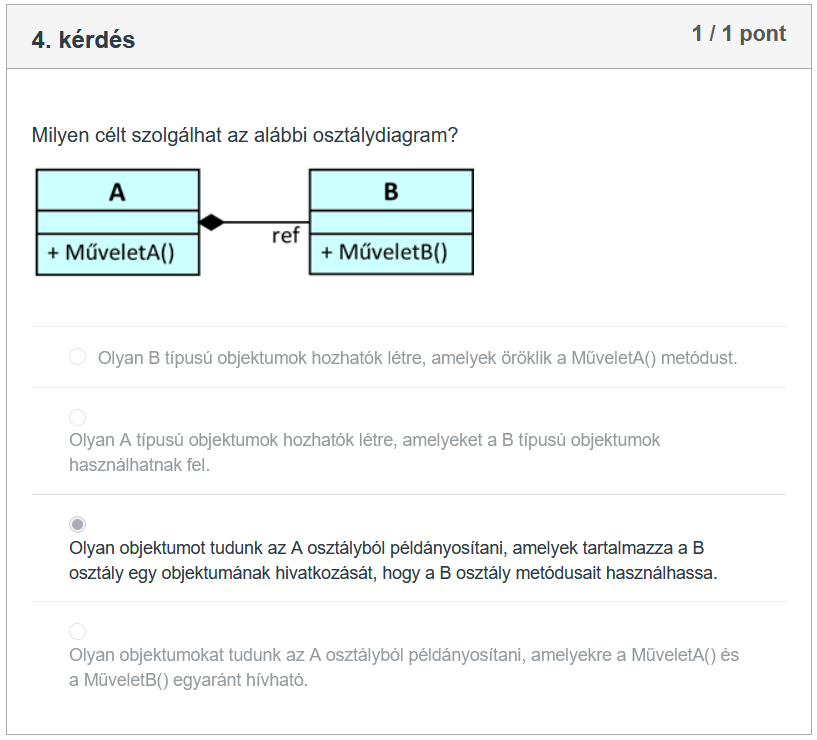 4. kérdés
1 / 1 pont
Milyen célt szolgálhat az alábbi osztálydiagram?
A
B
ref
+ MűveletA()
+ MűveletB()
Olyan B típusú objektumok hozhatók létre, amelyek öröklik a MűveletA() metódust.
Olyan A típusú objektumok hozhatók létre, amelyeket a B típusú objektumok
használhatnak fel.
Olyan objektumot tudunk az A osztályból példányosítani, amelyek tartalmazza a B
osztály egy objektumának hivatkozását, hogy a B osztály metódusait használhassa.
Olyan objektumokat tudunk az A osztályból példányosítani, amelyekre a MűveletA() és
a MűveletB() egyaránt hívható.